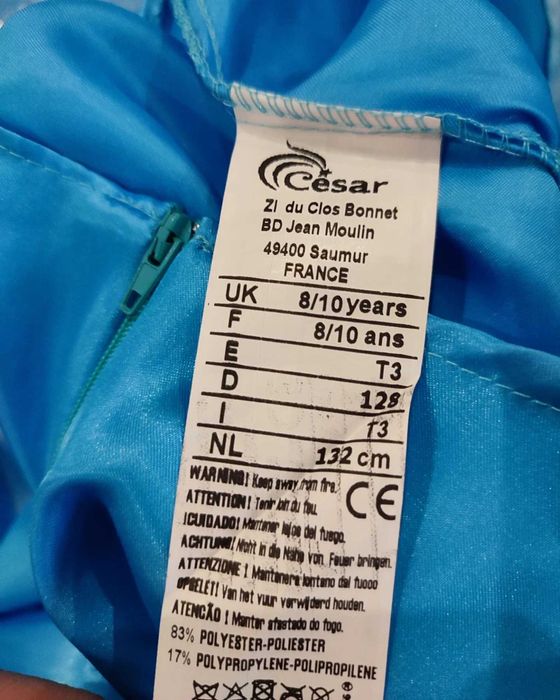 César
ZI du Clos Bonnet
BD Jean Moulin
49400 Saumur
FRANCE
UK 8/10 years
F 8/10 ans
E T3
D 128
I T3
NL 132 cm
WARNING! Keep away from fire.
ATTENTION! Tenir loin du feu. CE
¡CUIDADO! Mantener lejos del fuego.
ACHTUNG! Nicht in die Nähe von Feuer bringen.
ATTENZIONE ! Mantenere lontano dal fuoco
OPGELET! Van het vuur verwijderd houden.
ATENÇÃO ! Manter afastado do fogo.
83% POLYESTER-POLIESTER
17% POLYPROPYLENE-POLIPROPILENE